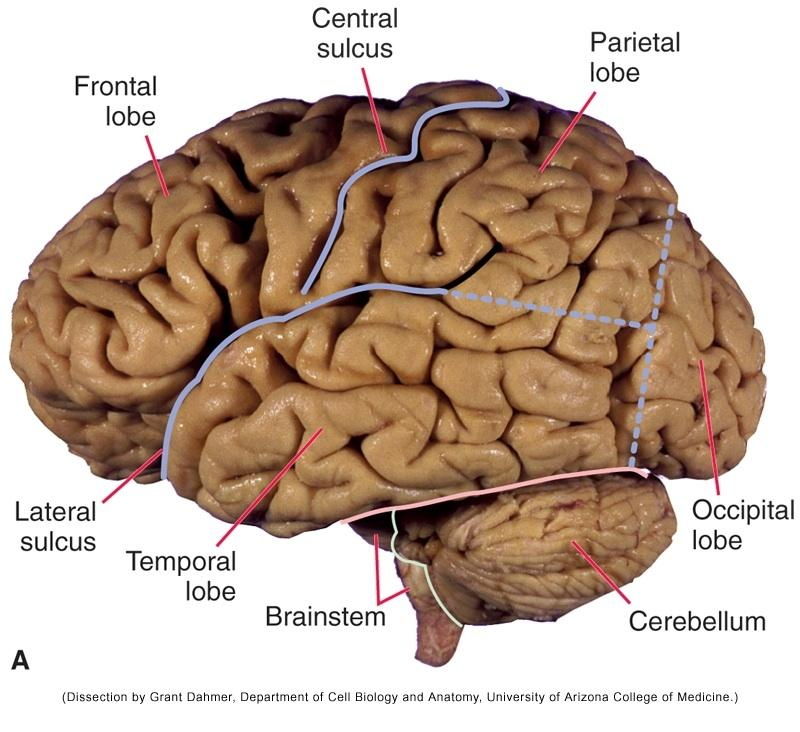 Central
sulcus
Parietal
lobe
Frontal
lobe
Lateral
sulcus
Temporal
lobe
Brainstem
Occipital
lobe
Cerebellum
A
(Dissection by Grant Dahmer, Department of Cell Biology and Anatomy, University of Arizona College of Medicine.)